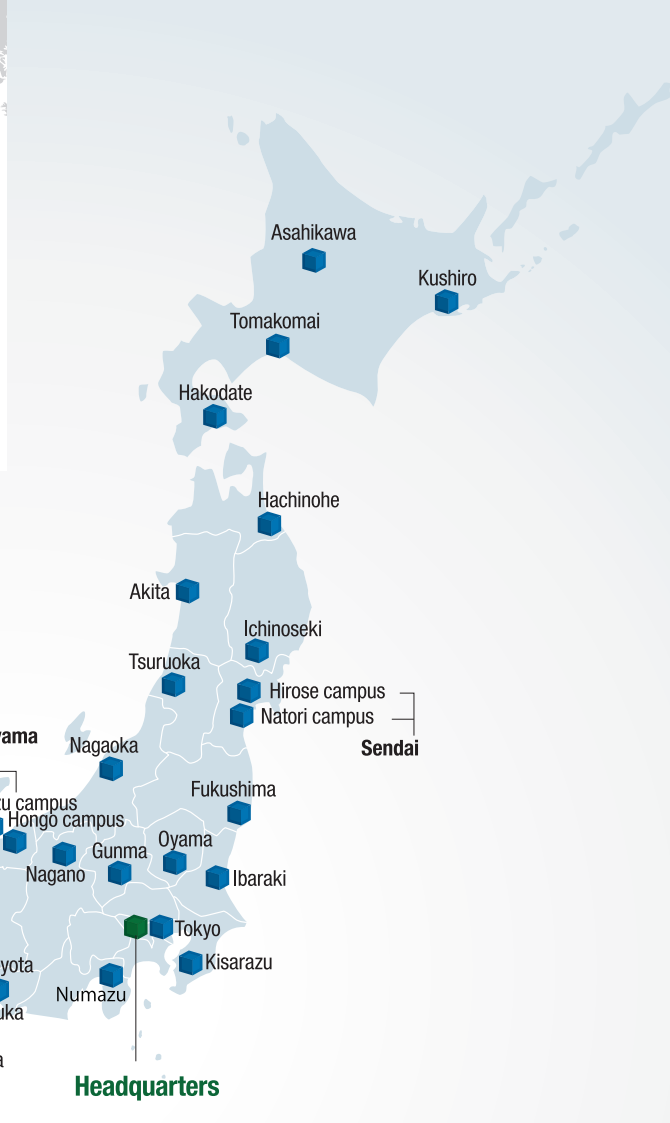 Asahikawa
Kushiro
Tomakomai
Hakodate
Hachinohe
Akita
Ichinoseki
Tsuruoka
Hirose campus
Natori campus
Sendai
Nagaoka
Fukushima
campus
Hongo campus
Oyama
Gunma
Nagano
Ibaraki
Tokyo
Kisarazu
Numazu
Headquarters